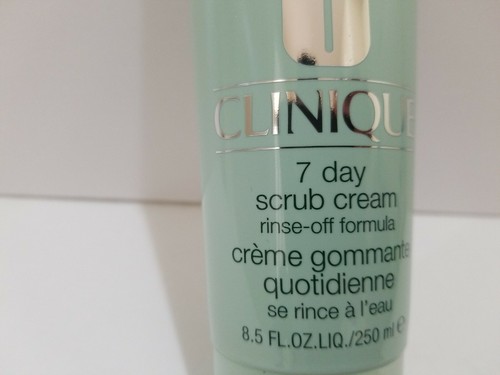 CLINIQUE
7 day
scrub cream
rinse-off formula
crème gommante
quotidienne
se rince à l'eau
8.5 FL.OZ.LIQ./250 ml ℮